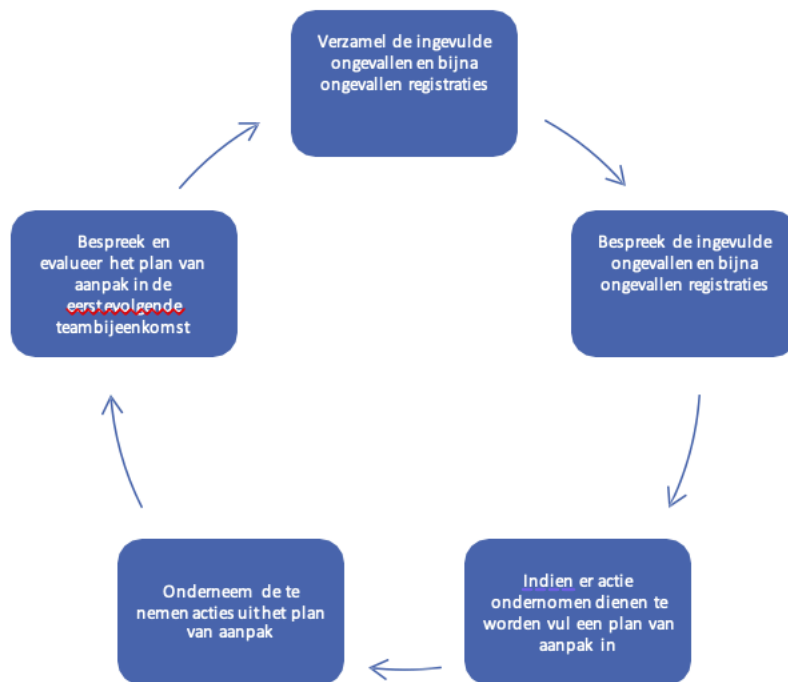 Verzamel de ingevulde
ongevallen en bijna
ongevallen registraties
Bespreek de ingevulde
ongevallen en bijna
ongevallen registraties
Indien er actie
ondernomen dienen te
worden vul een plan van
aanpak in
Onderneem de te
nemen acties uit het plan
van aanpak
Bespreek en
evalueer het plan van
aanpak in de
eerstevolgende
teambijeenkomst